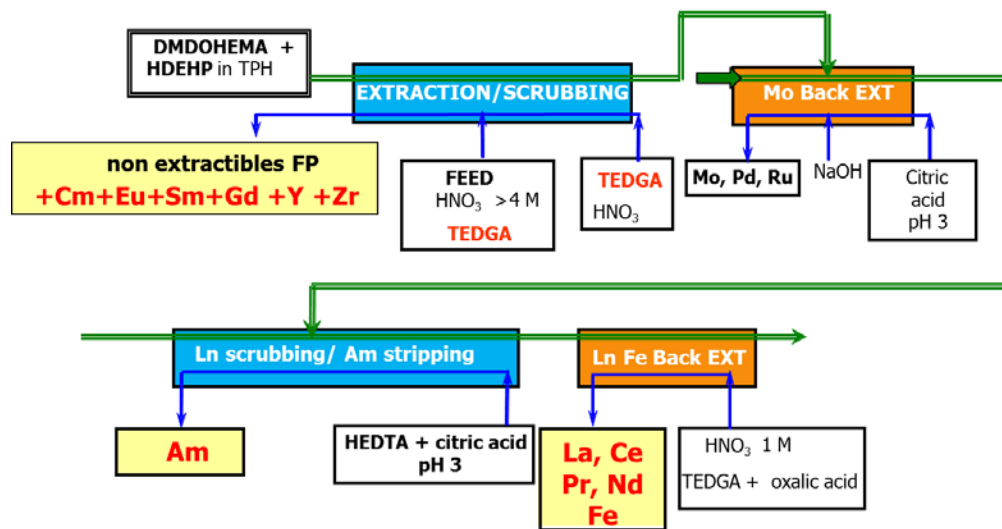 DMDOHEMA +
HDEHP in TPH
EXTRACTION/SCRUBBING
Mo Back EXT
non extractibles FP
+Cm+Eu+Sm+Gd +Y +Zr
FEED
HNO₃ >4 M
TEDGA
TEDGA
HNO₃
Mo, Pd, Ru
NaOH
Citric
acid
pH 3
Ln scrubbing/ Am stripping
Ln Fe Back EXT
Am
HEDTA + citric acid
pH 3
La, Ce
Pr, Nd
Fe
HNO₃ 1 M
TEDGA + oxalic acid